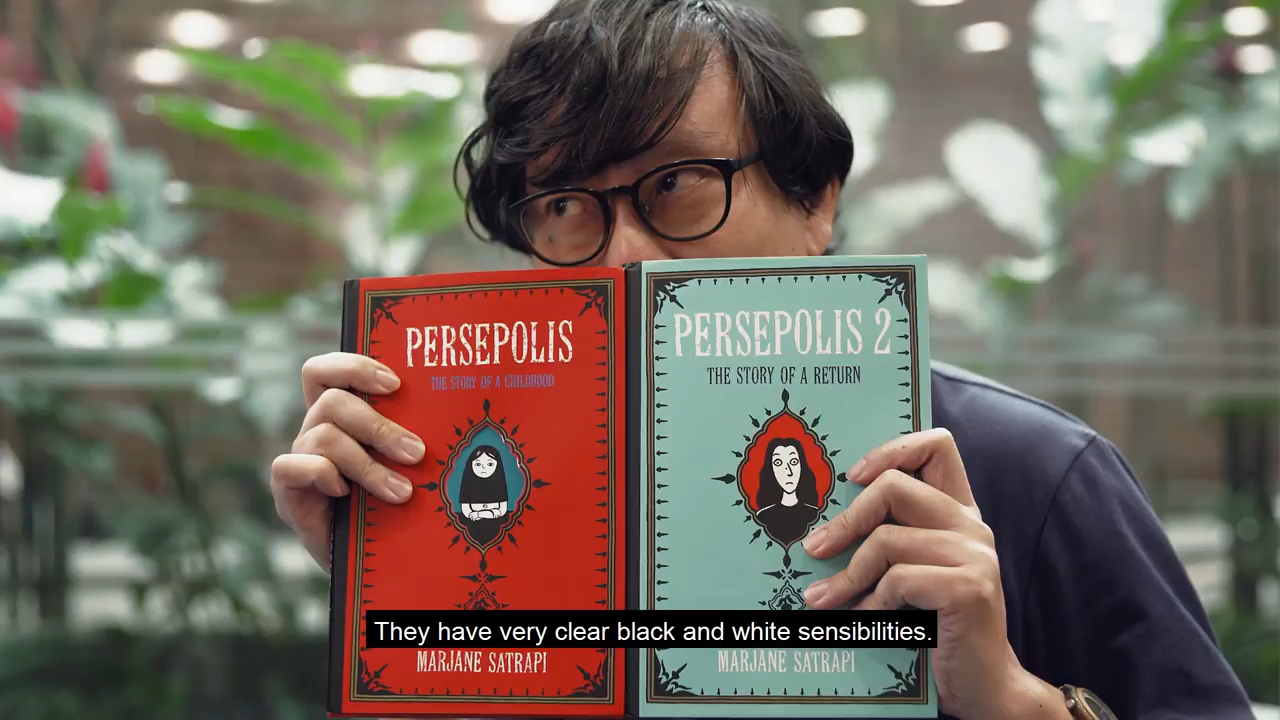 PERSEPOLIS
THE STORY OF A CHILDHOOD
MARJANE SATRAPI
PERSEPOLIS 2
THE STORY OF A RETURN
MARJANE SATRAPI
They have very clear black and white sensibilities.